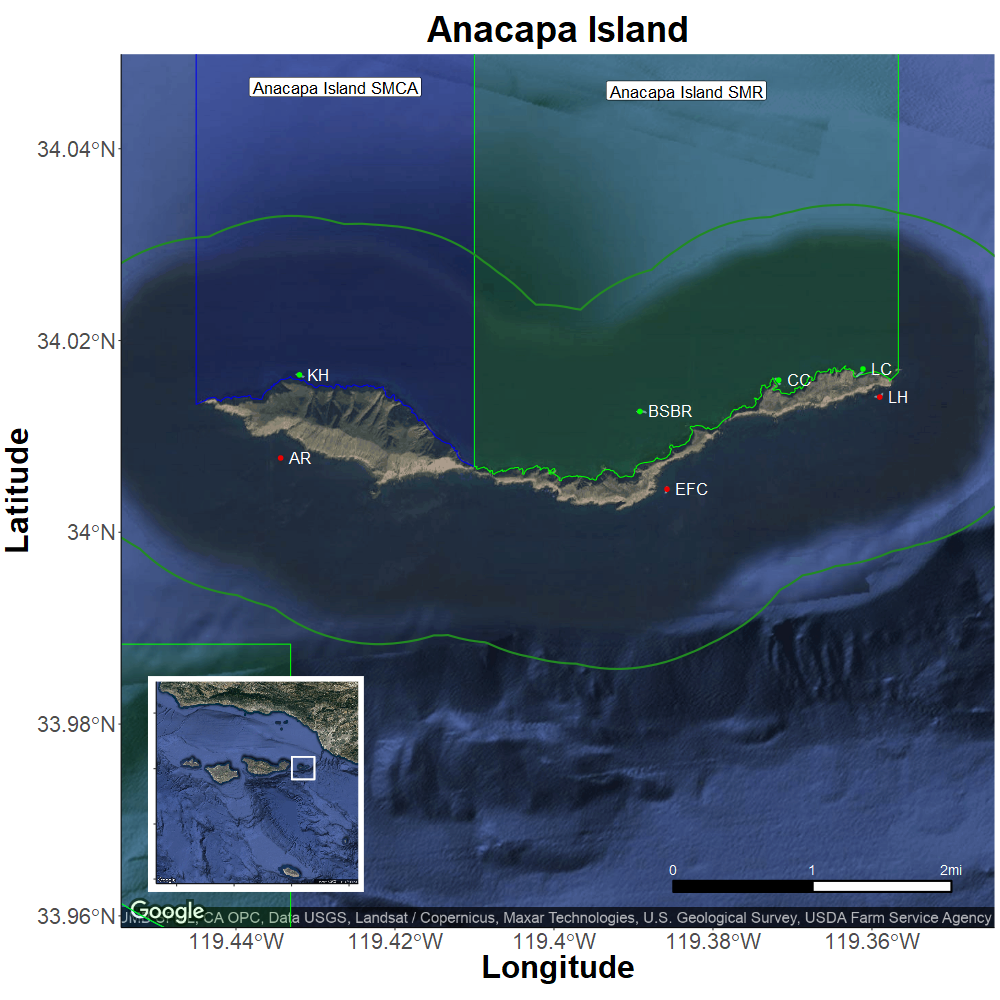 Anacapa Island
Anacapa Island SMCA
Anacapa Island SMR
34.04°N
34.02°N
34°N
33.98°N
33.96°N
Latitude
KH
CC
LC
LH
BSBR
AR
EFC
0 1 2mi
Google
CA OPC, Data USGS, Landsat / Copernicus, Maxar Technologies, U.S. Geological Survey, USDA Farm Service Agency
119.44°W 119.42°W 119.4°W 119.38°W 119.36°W
Longitude